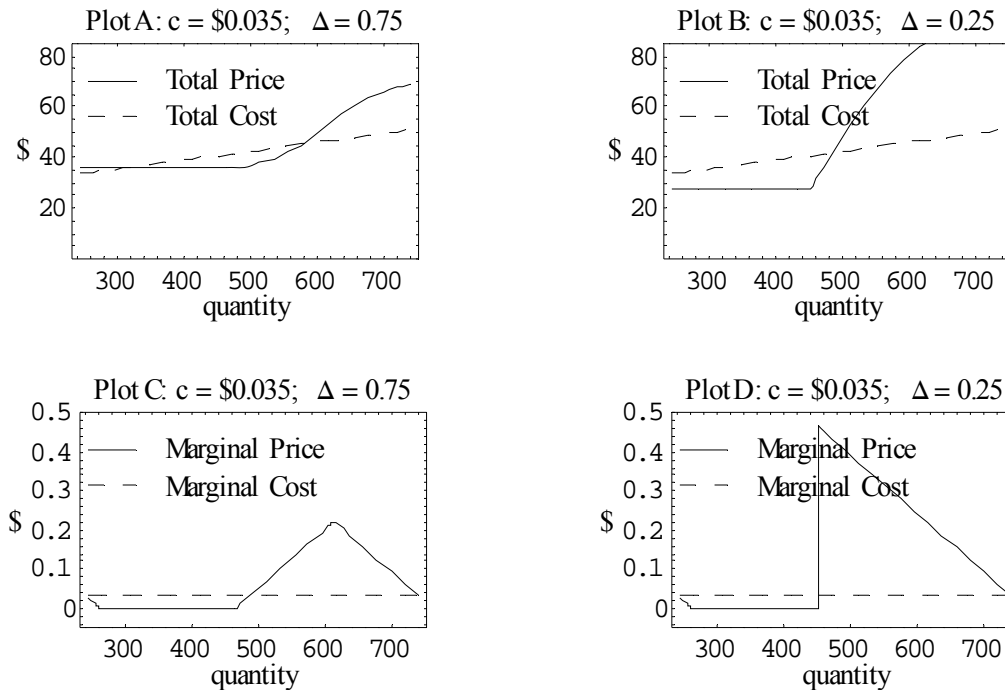 Plot A: c = $0.035; Δ = 0.75
80
60
40
20
$
Total Price
Total Cost
300 400 500 600 700
quantity
Plot B: c = $0.035; Δ = 0.25
80
60
40
20
$
Total Price
Total Cost
300 400 500 600 700
quantity
Plot C: c = $0.035; Δ = 0.75
0.5
0.4
0.3
0.2
0.1
0
$
Marginal Price
Marginal Cost
300 400 500 600 700
quantity
Plot D: c = $0.035; Δ = 0.25
0.5
0.4
0.3
0.2
0.1
0
$
Marginal Price
Marginal Cost
300 400 500 600 700
quantity